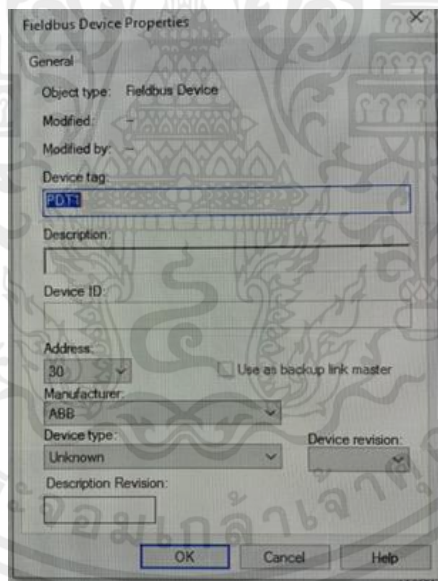 Fieldbus Device Properties
General
Object type: Fieldbus Device
Modified: –
Modified by: –
Device tag:
PDT1
Description:
Device ID:
Address:
30 Use as backup link master
Manufacturer:
ABB
Device type: Device revision:
Unknown
Description Revision:
OK Cancel Help